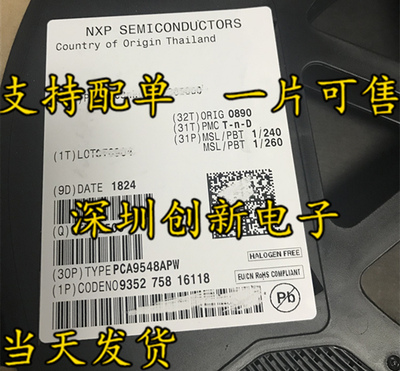 NXP SEMICONDUCTORS
Country of Origin Thailand
支持配单 一片可售
(32T) ORIG 0890
(31T) PMC T-n-D
(31P) MSL/PBT 1/240
MSL/PBT 1/260
(1T) LOT
(9D) DATE 1824
深圳创新电子
(Q)
HALOGEN FREE
(30P) TYPE PCA9548APW
EU/CN RoHS COMPLIANT
(1P) CODENO 9352 758 16118
Pb
当天发货